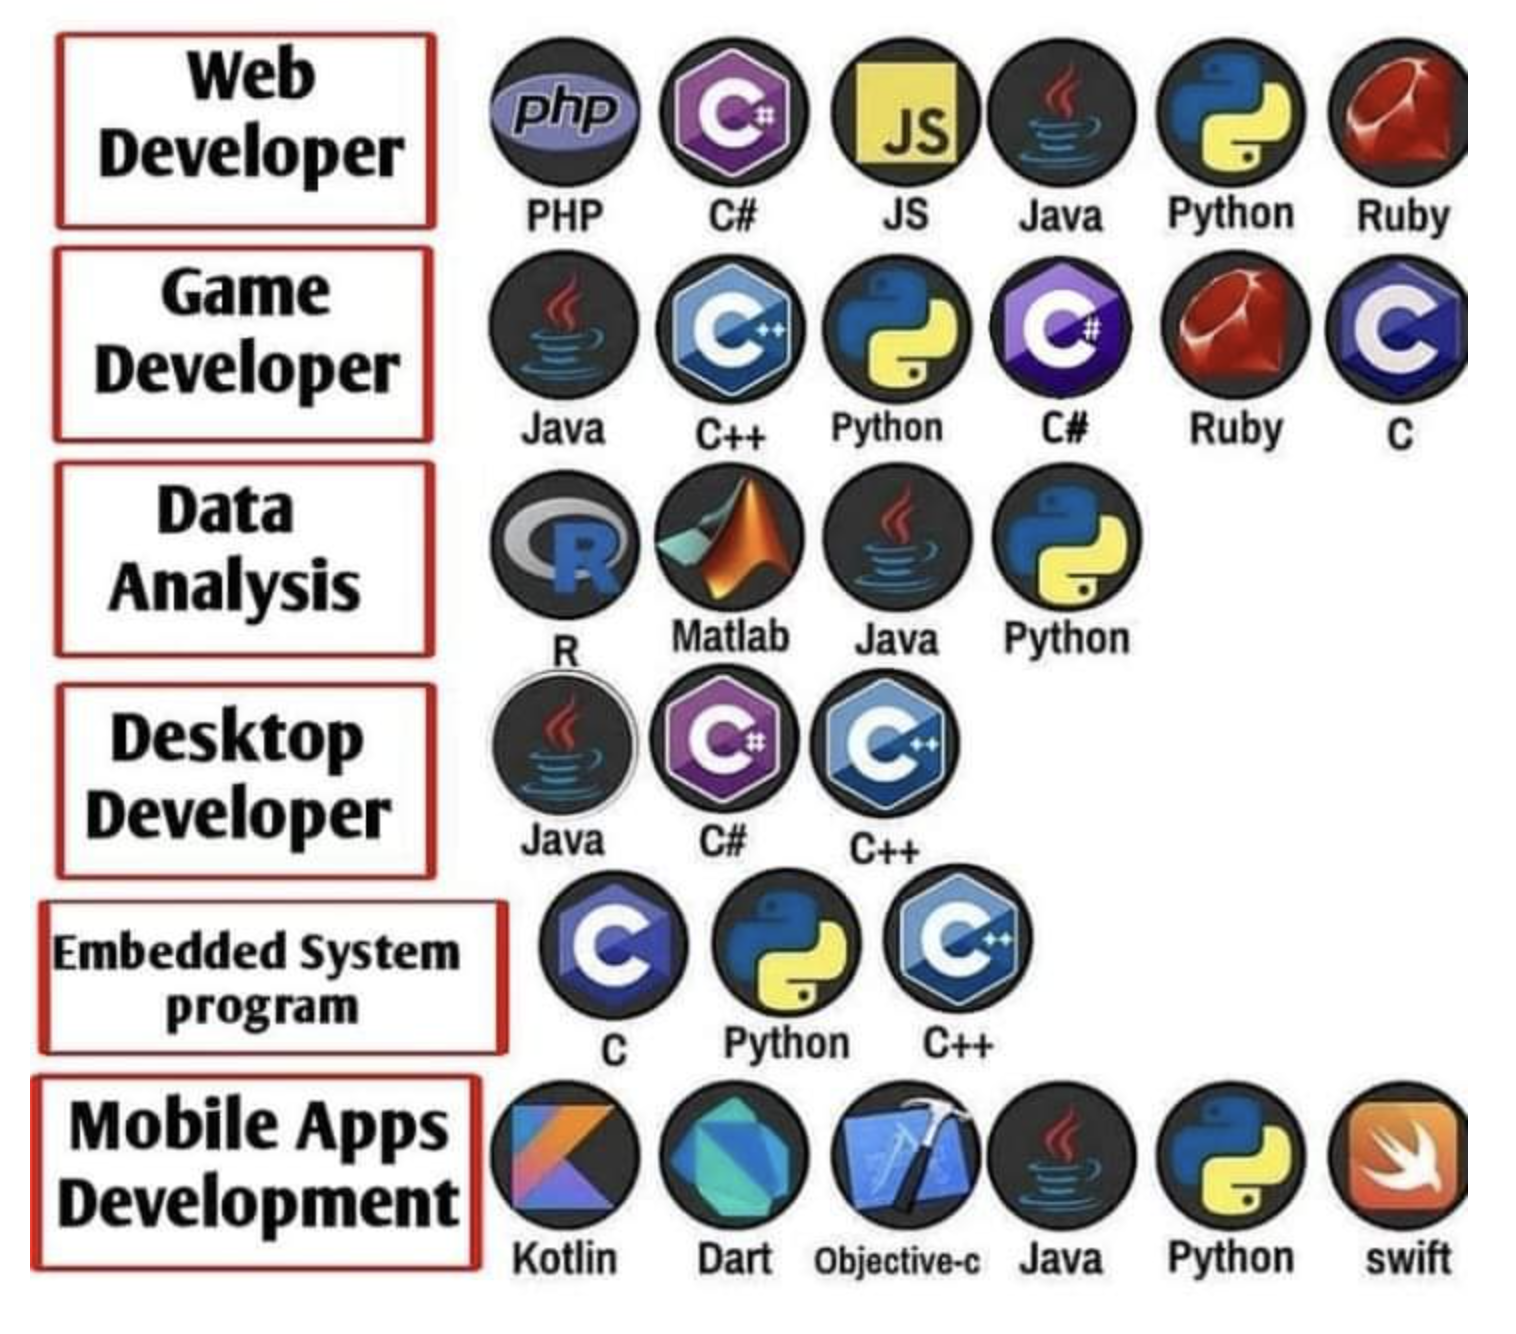 Web
Developer
php
C#
JS
PHP
C#
JS
Java
Python
Ruby
Game
Developer
C++
C#
C
Java
C++
Python
C#
Ruby
C
Data
Analysis
R
R
Matlab
Java
Python
Desktop
Developer
C#
C++
Java
C#
C++
Embedded System
program
C
C++
C
Python
C++
Mobile Apps
Development
Kotlin
Dart
Objective-c
Java
Python
swift